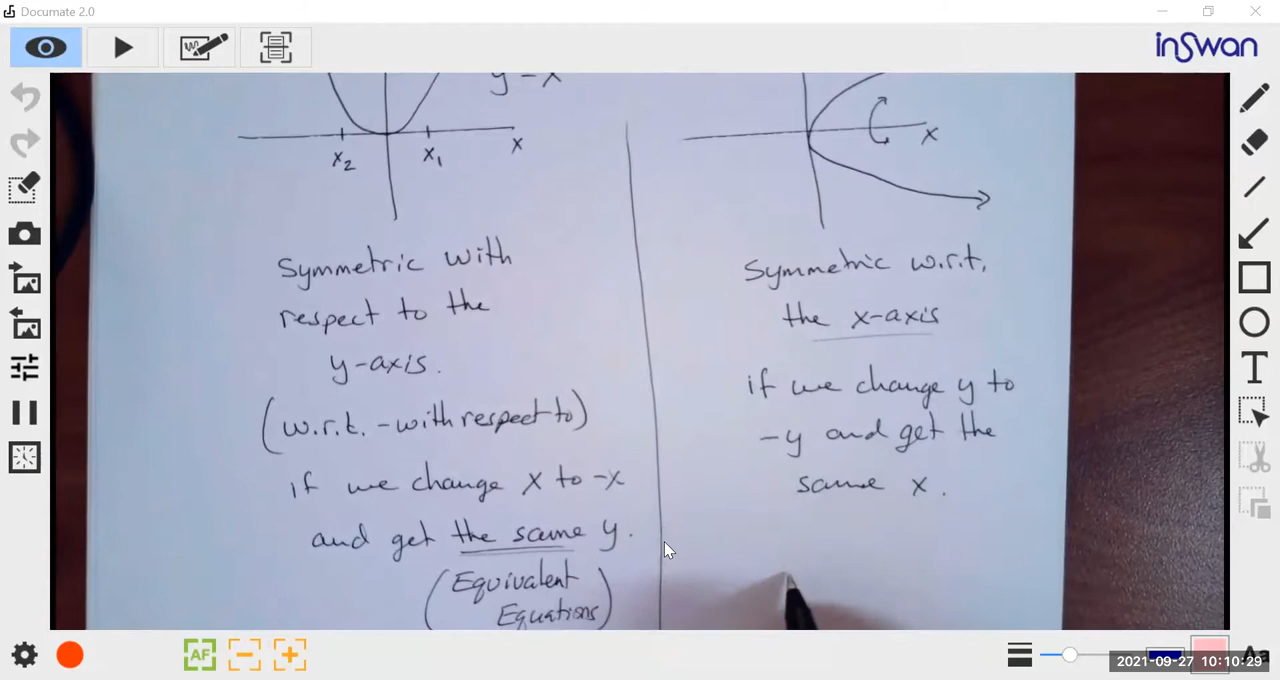 Documate 2.0
inSwan
x₂
x₁
x
x
Symmetric with
respect to the
y-axis.
(w.r.t. - with respect to)
if we change x to -x
and get the same y.
(Equivalent
Equations)
Symmetric w.r.t.
the x-axis
if we change y to
-y and get the
same x.
AF
T
Aa
2021-09-27 10:10:29